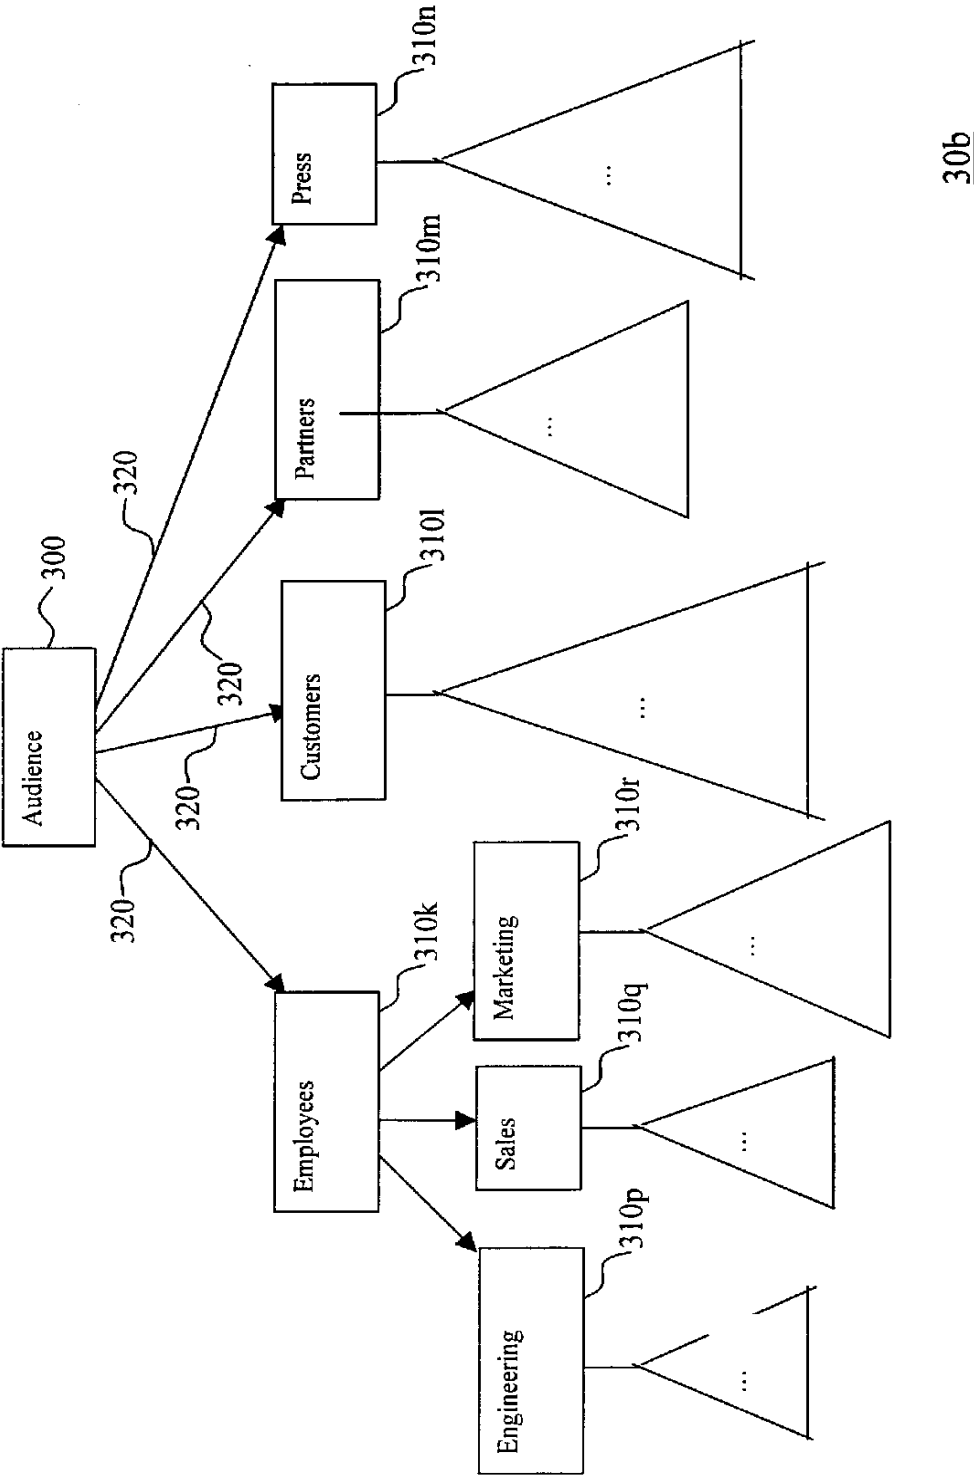 Audience
300
320
320
320
320
Employees
310k
Customers
310l
Partners
310m
Press
310n
Engineering
310p
Sales
310q
Marketing
310r
...
...
...
...
...
...
30b